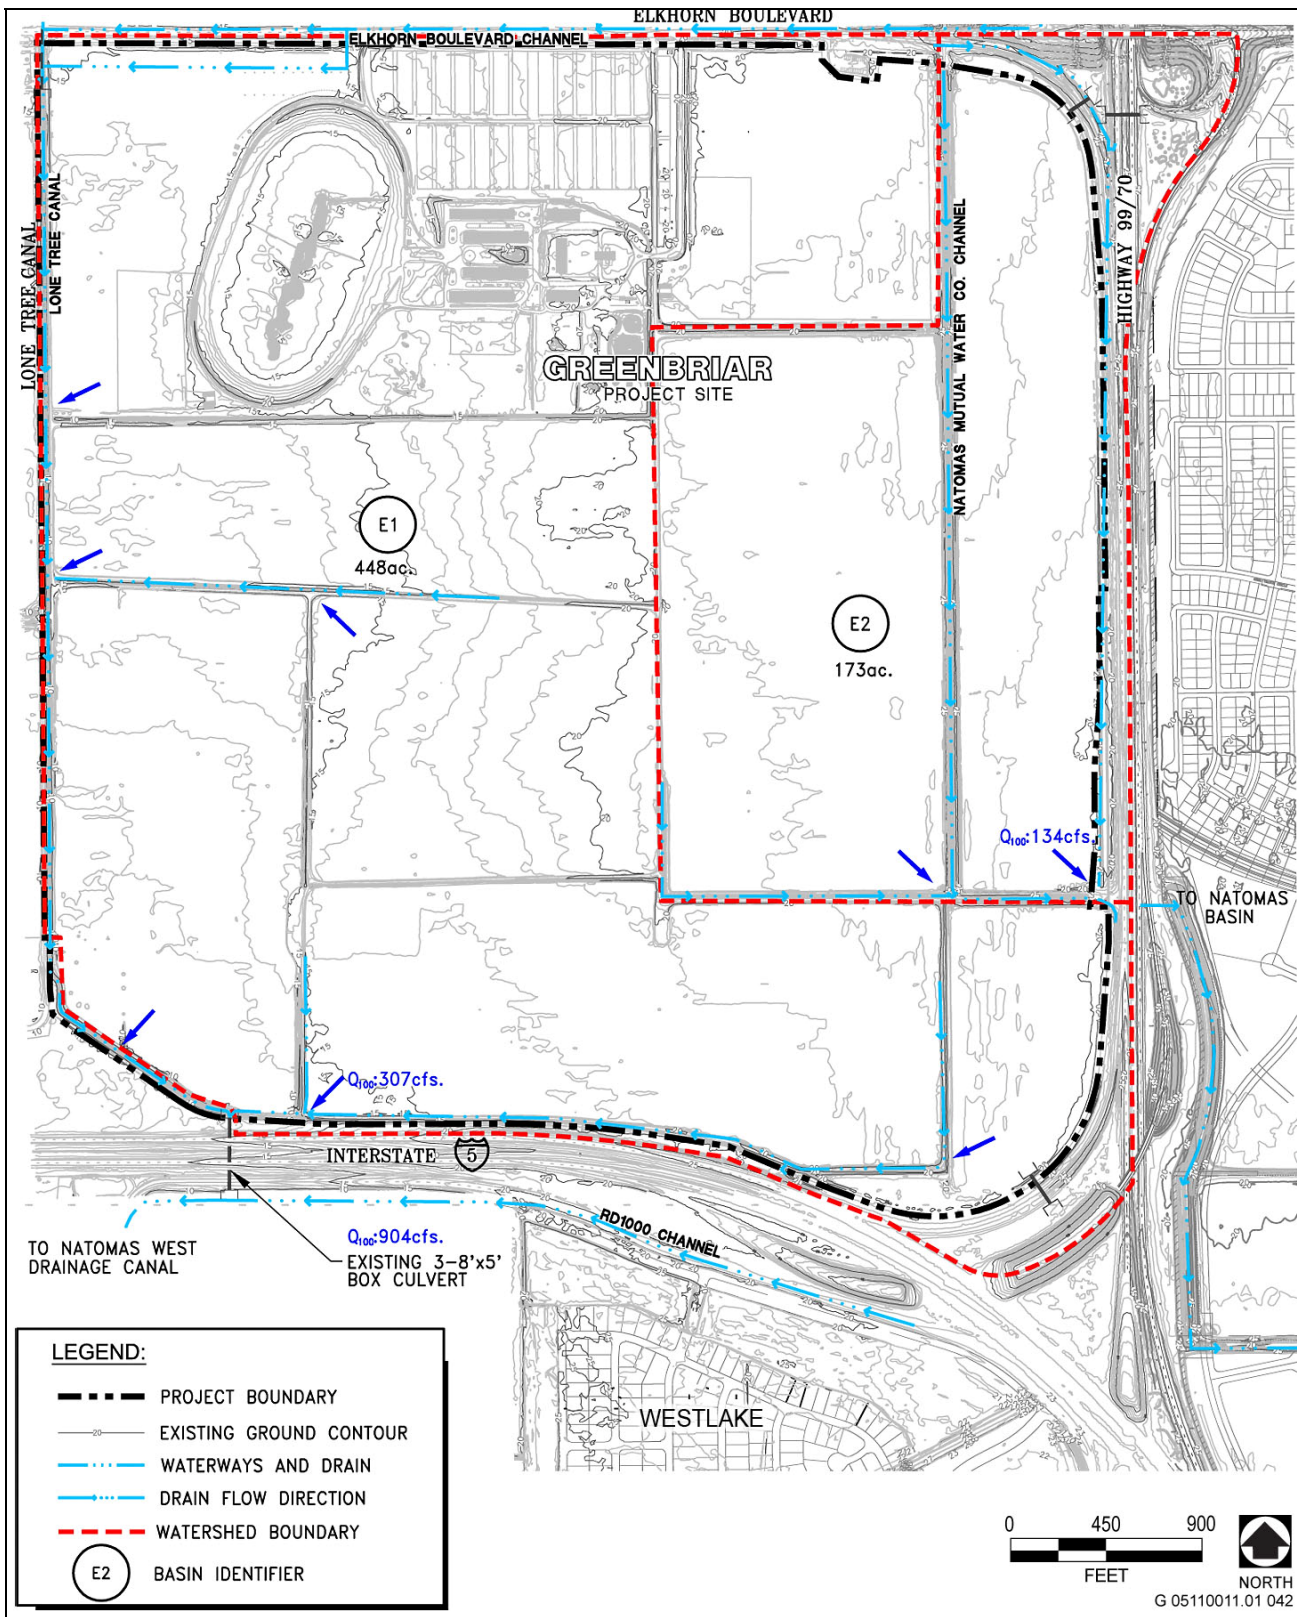 ELKHORN BOULEVARD
ELKHORN BOULEVARD CHANNEL
LONE TREE CANAL
LONE TREE CANAL
HIGHWAY 99/70
NATOMAS MUTUAL WATER CO. CHANNEL
GREENBRIAR
PROJECT SITE
E1
448ac.
E2
173ac.
Q100:134cfs.
TO NATOMAS
BASIN
Q100:307cfs.
INTERSTATE 5
RD1000 CHANNEL
TO NATOMAS WEST
DRAINAGE CANAL
Q100:904cfs.
EXISTING 3-8'x5'
BOX CULVERT
WESTLAKE
LEGEND:
PROJECT BOUNDARY
20 EXISTING GROUND CONTOUR
WATERWAYS AND DRAIN
DRAIN FLOW DIRECTION
WATERSHED BOUNDARY
E2 BASIN IDENTIFIER
0 450 900
FEET
NORTH
G 05110011.01 042